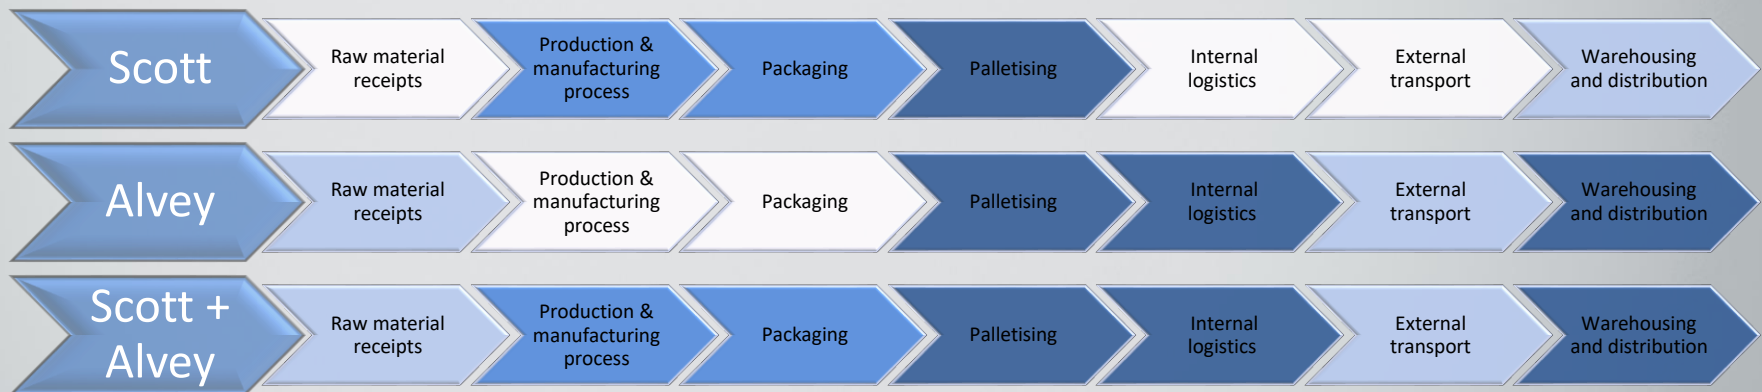 Scott
Raw material
receipts
Production &
manufacturing
process
Packaging
Palletising
Internal
logistics
External
transport
Warehousing
and distribution
Alvey
Raw material
receipts
Production &
manufacturing
process
Packaging
Palletising
Internal
logistics
External
transport
Warehousing
and distribution
Scott +
Alvey
Raw material
receipts
Production &
manufacturing
process
Packaging
Palletising
Internal
logistics
External
transport
Warehousing
and distribution